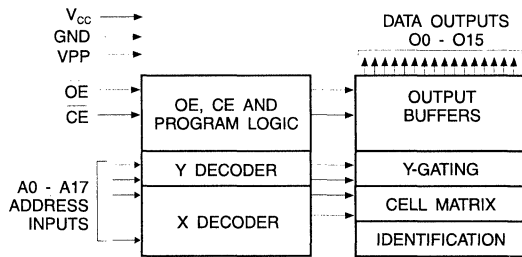 V_CC
GND
VPP
DATA OUTPUTS
O0 - O15
OE
CE
OE, CE AND
PROGRAM LOGIC
OUTPUT
BUFFERS
Y DECODER
Y-GATING
A0 - A17
ADDRESS
INPUTS
X DECODER
CELL MATRIX
IDENTIFICATION